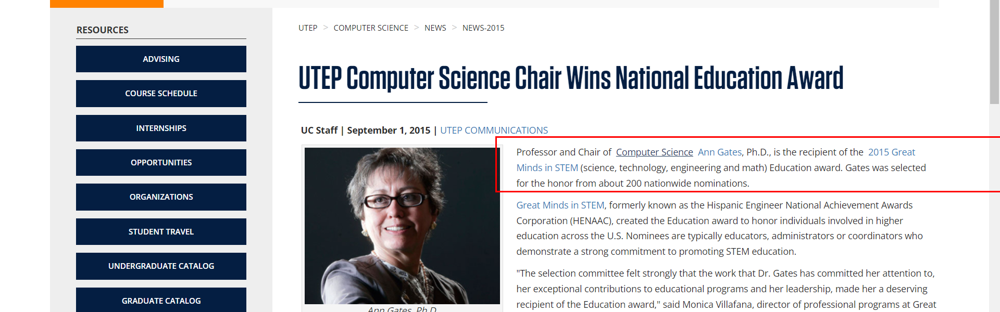 RESOURCES
ADVISING
COURSE SCHEDULE
INTERNSHIPS
OPPORTUNITIES
ORGANIZATIONS
STUDENT TRAVEL
UNDERGRADUATE CATALOG
GRADUATE CATALOG
UTEP > COMPUTER SCIENCE > NEWS > NEWS-2015
UTEP Computer Science Chair Wins National Education Award
UC Staff | September 1, 2015 | UTEP COMMUNICATIONS
Ann Gates, Ph.D.
Professor and Chair of Computer Science Ann Gates, Ph.D., is the recipient of the 2015 Great
Minds in STEM (science, technology, engineering and math) Education award. Gates was selected
for the honor from about 200 nationwide nominations.
Great Minds in STEM, formerly known as the Hispanic Engineer National Achievement Awards
Corporation (HENAAC), created the Education award to honor individuals involved in higher
education across the U.S. Nominees are typically educators, administrators or coordinators who
demonstrate a strong commitment to promoting STEM education.
"The selection committee felt strongly that the work that Dr. Gates has committed her attention to,
her exceptional contributions to educational programs and her leadership, made her a deserving
recipient of the Education award," said Monica Villafana, director of professional programs at Great